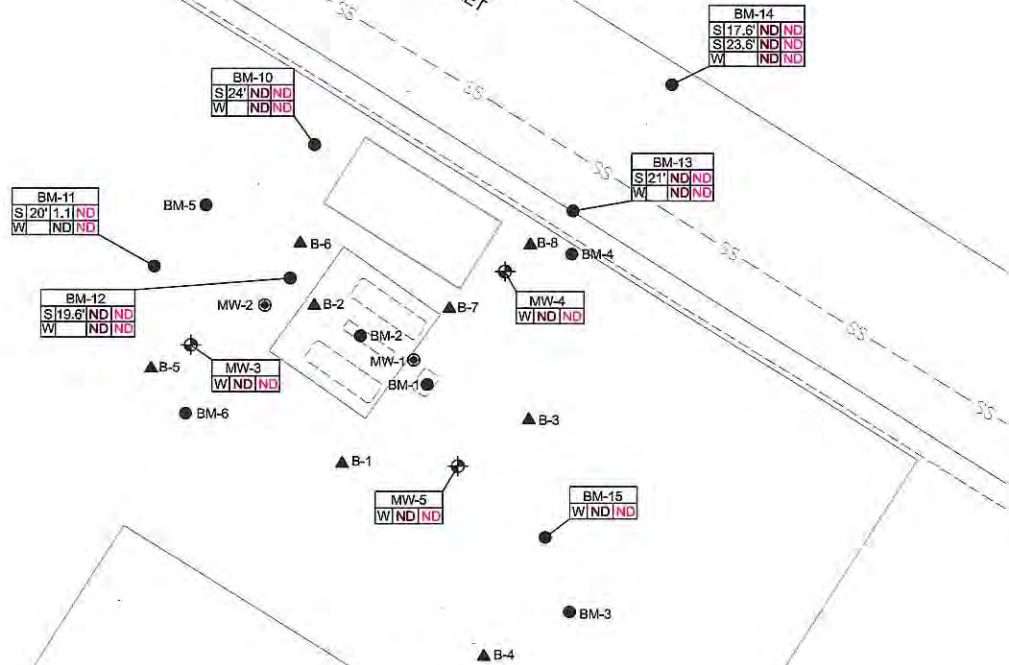 SS
BM-14
S 17.6' ND ND
S 23.6' ND ND
W ND ND
BM-10
S 24' ND ND
W ND ND
SS
BM-13
S 21' ND ND
W ND ND
SS
BM-11
S 20' 1.1 ND
W ND ND
BM-5
B-6
B-8
BM-4
SS
BM-12
S 19.6' ND ND
W ND ND
MW-2
B-2
B-7
MW-4
W ND ND
BM-2
SS
MW-1
B-5
MW-3
W ND ND
BM-1
BM-6
B-3
SS
B-1
MW-5
W ND ND
BM-15
W ND ND
BM-3
B-4